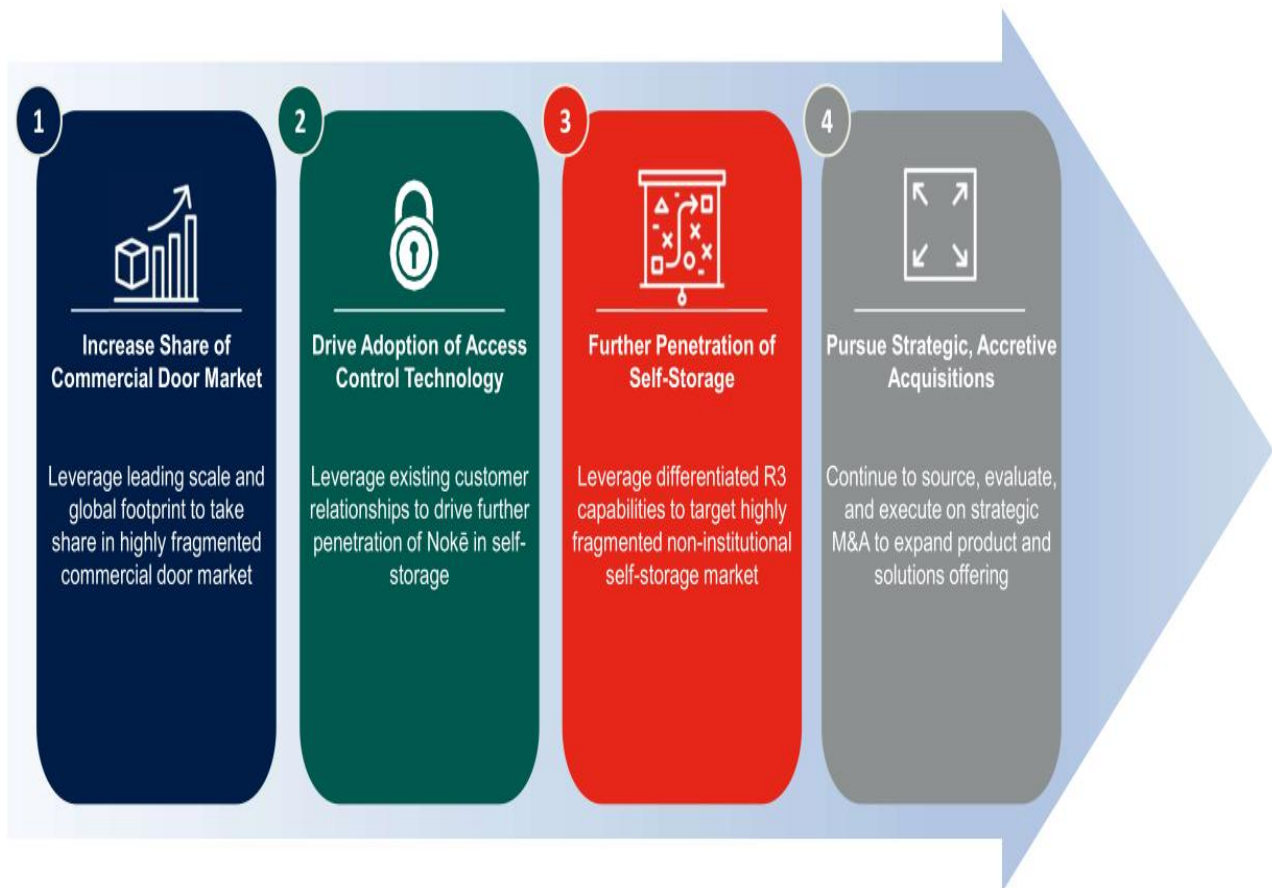 1
Increase Share of
Commercial Door Market
Leverage leading scale and
global footprint to take
share in highly fragmented
commercial door market
2
Drive Adoption of Access
Control Technology
Leverage existing customer
relationships to drive further
penetration of Nokē in self-
storage
3
Further Penetration of
Self-Storage
Leverage differentiated R3
capabilities to target highly
fragmented non-institutional
self-storage market
4
Pursue Strategic, Accretive
Acquisitions
Continue to source, evaluate,
and execute on strategic
M&A to expand product and
solutions offering